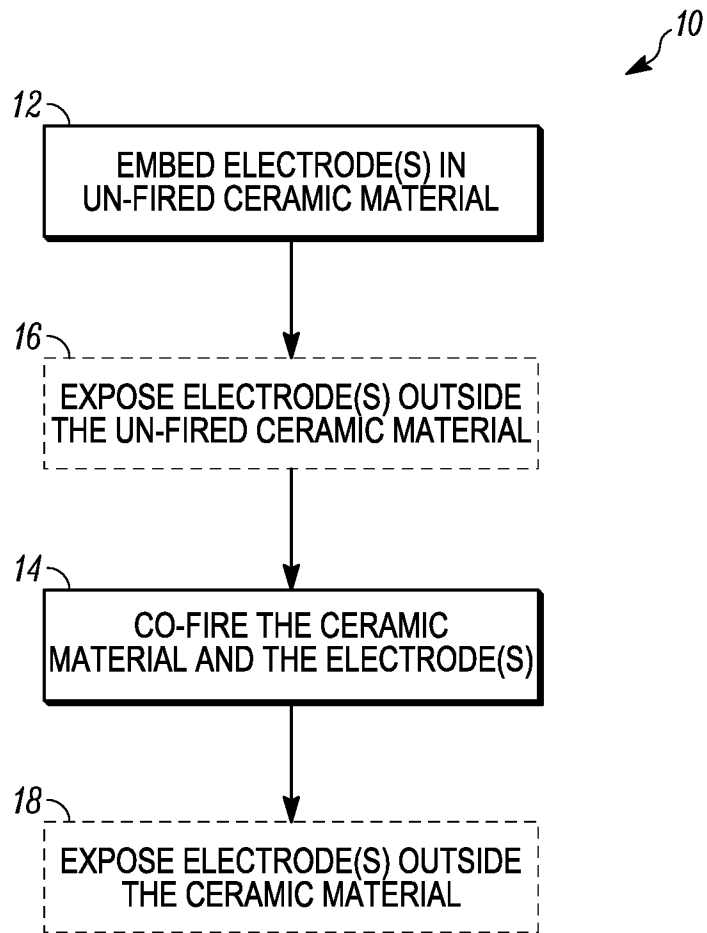 10
12
EMBED ELECTRODE(S) IN
UN-FIRED CERAMIC MATERIAL
16
EXPOSE ELECTRODE(S) OUTSIDE
THE UN-FIRED CERAMIC MATERIAL
14
CO-FIRE THE CERAMIC
MATERIAL AND THE ELECTRODE(S)
18
EXPOSE ELECTRODE(S) OUTSIDE
THE CERAMIC MATERIAL